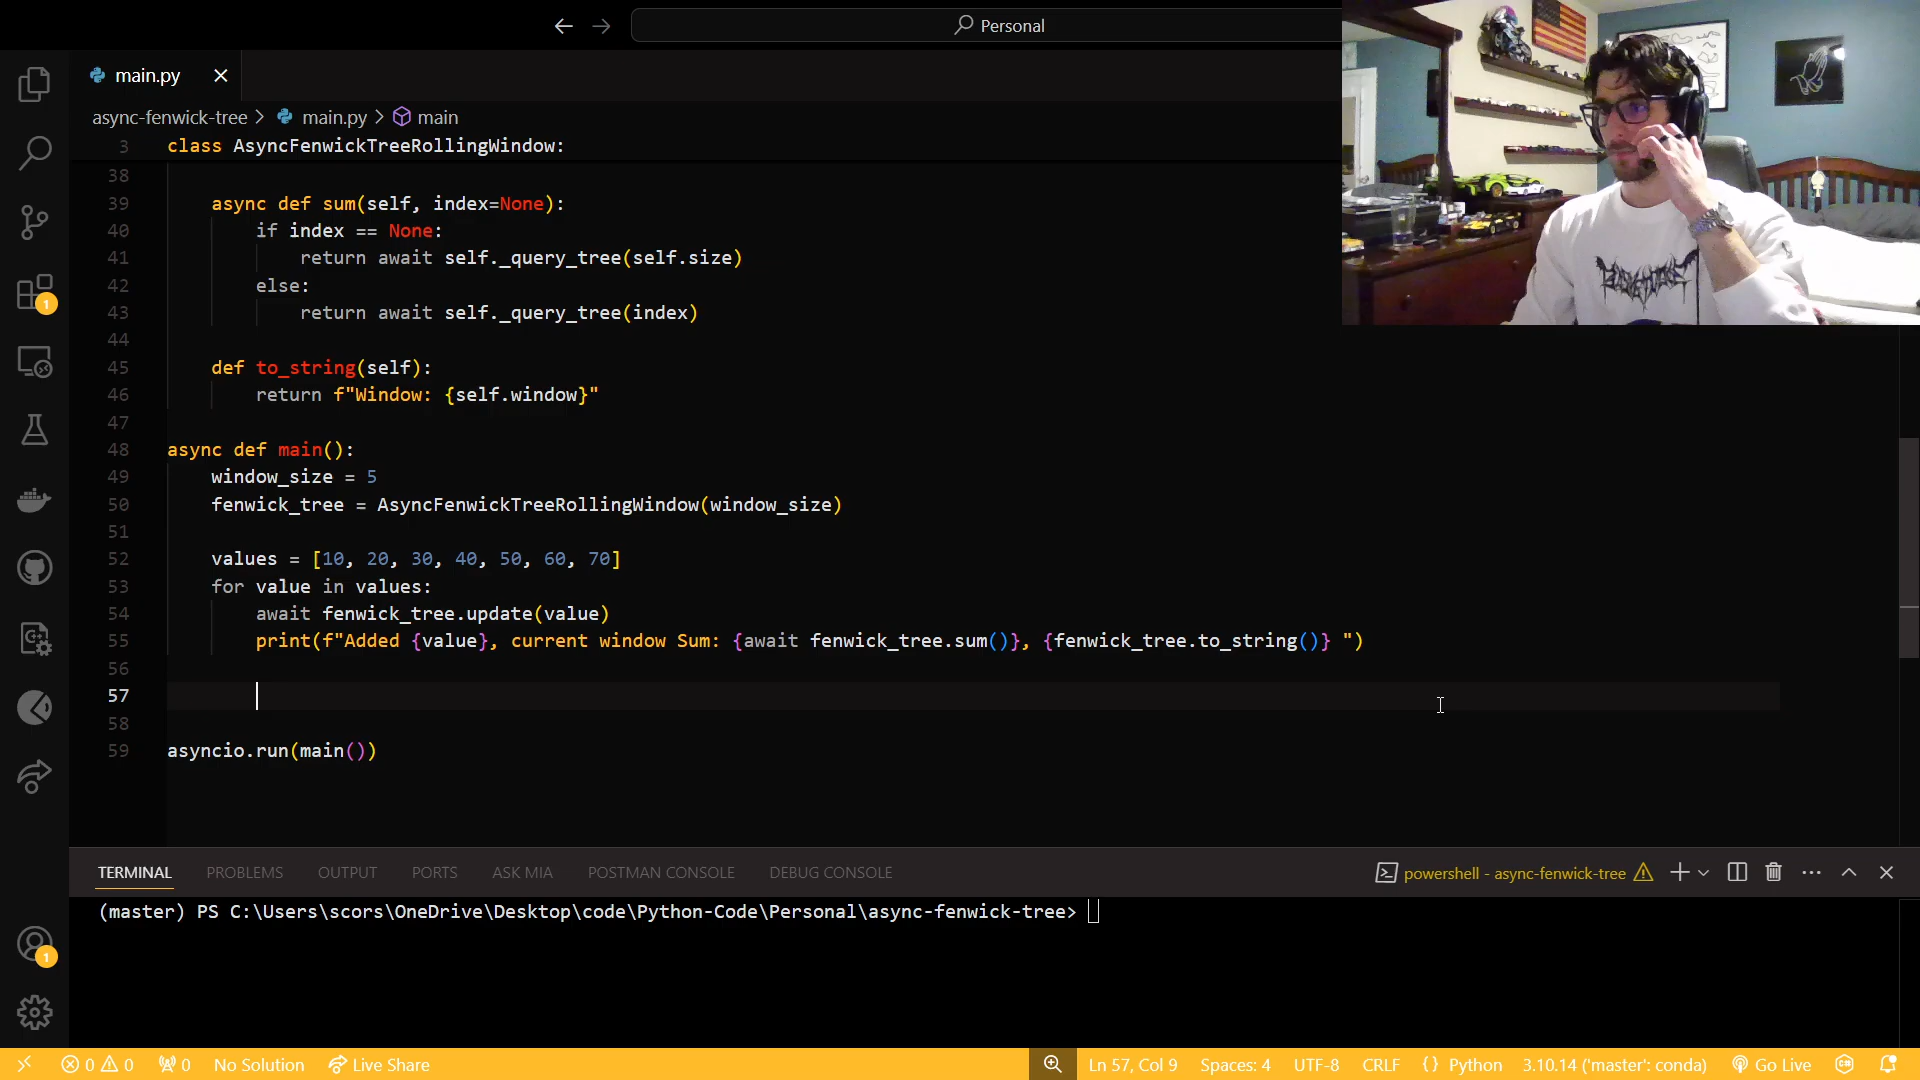 Personal
main.py
async-fenwick-tree > main.py > main
3 class AsyncFenwickTreeRollingWindow:
38
39 async def sum(self, index=None):
40 if index == None:
41 return await self._query_tree(self.size)
42 else:
43 return await self._query_tree(index)
44
45 def to_string(self):
46 return f"Window: {self.window}"
47
48 async def main():
49 window_size = 5
50 fenwick_tree = AsyncFenwickTreeRollingWindow(window_size)
51
52 values = [10, 20, 30, 40, 50, 60, 70]
53 for value in values:
54 await fenwick_tree.update(value)
55 print(f"Added {value}, current window Sum: {await fenwick_tree.sum()}, {fenwick_tree.to_string()} ")
56
57
58
59 asyncio.run(main())
1
1
TERMINAL PROBLEMS OUTPUT PORTS ASK MIA POSTMAN CONSOLE DEBUG CONSOLE powershell - async-fenwick-tree
(master) PS C:\Users\scors\OneDrive\Desktop\code\Python-Code\Personal\async-fenwick-tree>
0 0 0 No Solution Live Share Ln 57, Col 9 Spaces: 4 UTF-8 CRLF {} Python 3.10.14 ('master': conda) Go Live